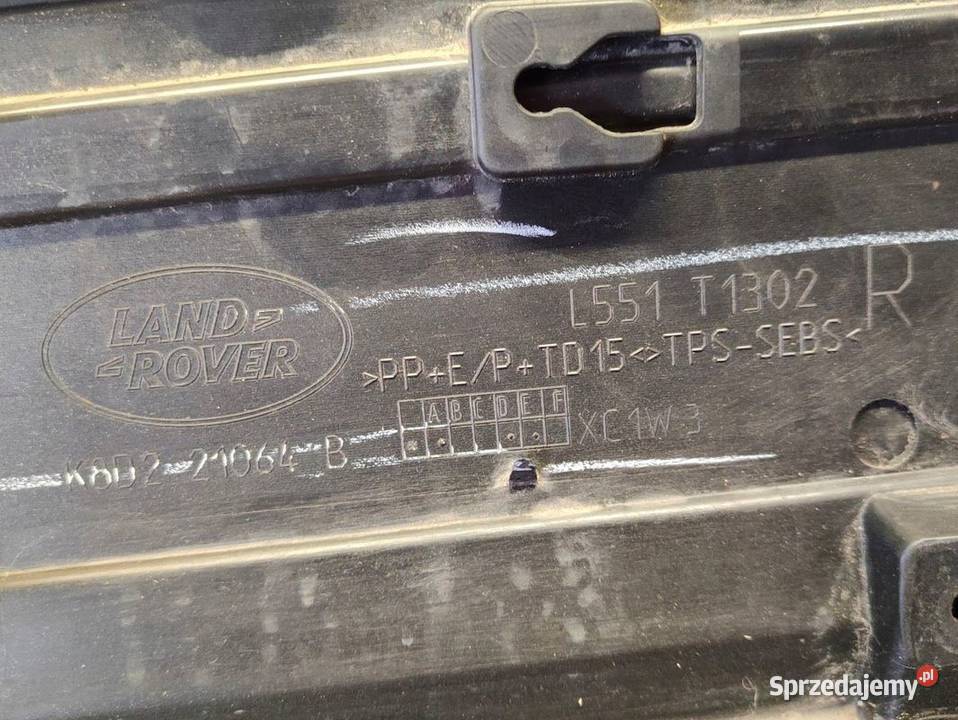 LAND
ROVER
L551 T1302 R
>PP+E/P+TD15<>TPS-SEBS<
A B C D E F
XC1W3
K8D2-21064 B
Sprzedajemy.pl